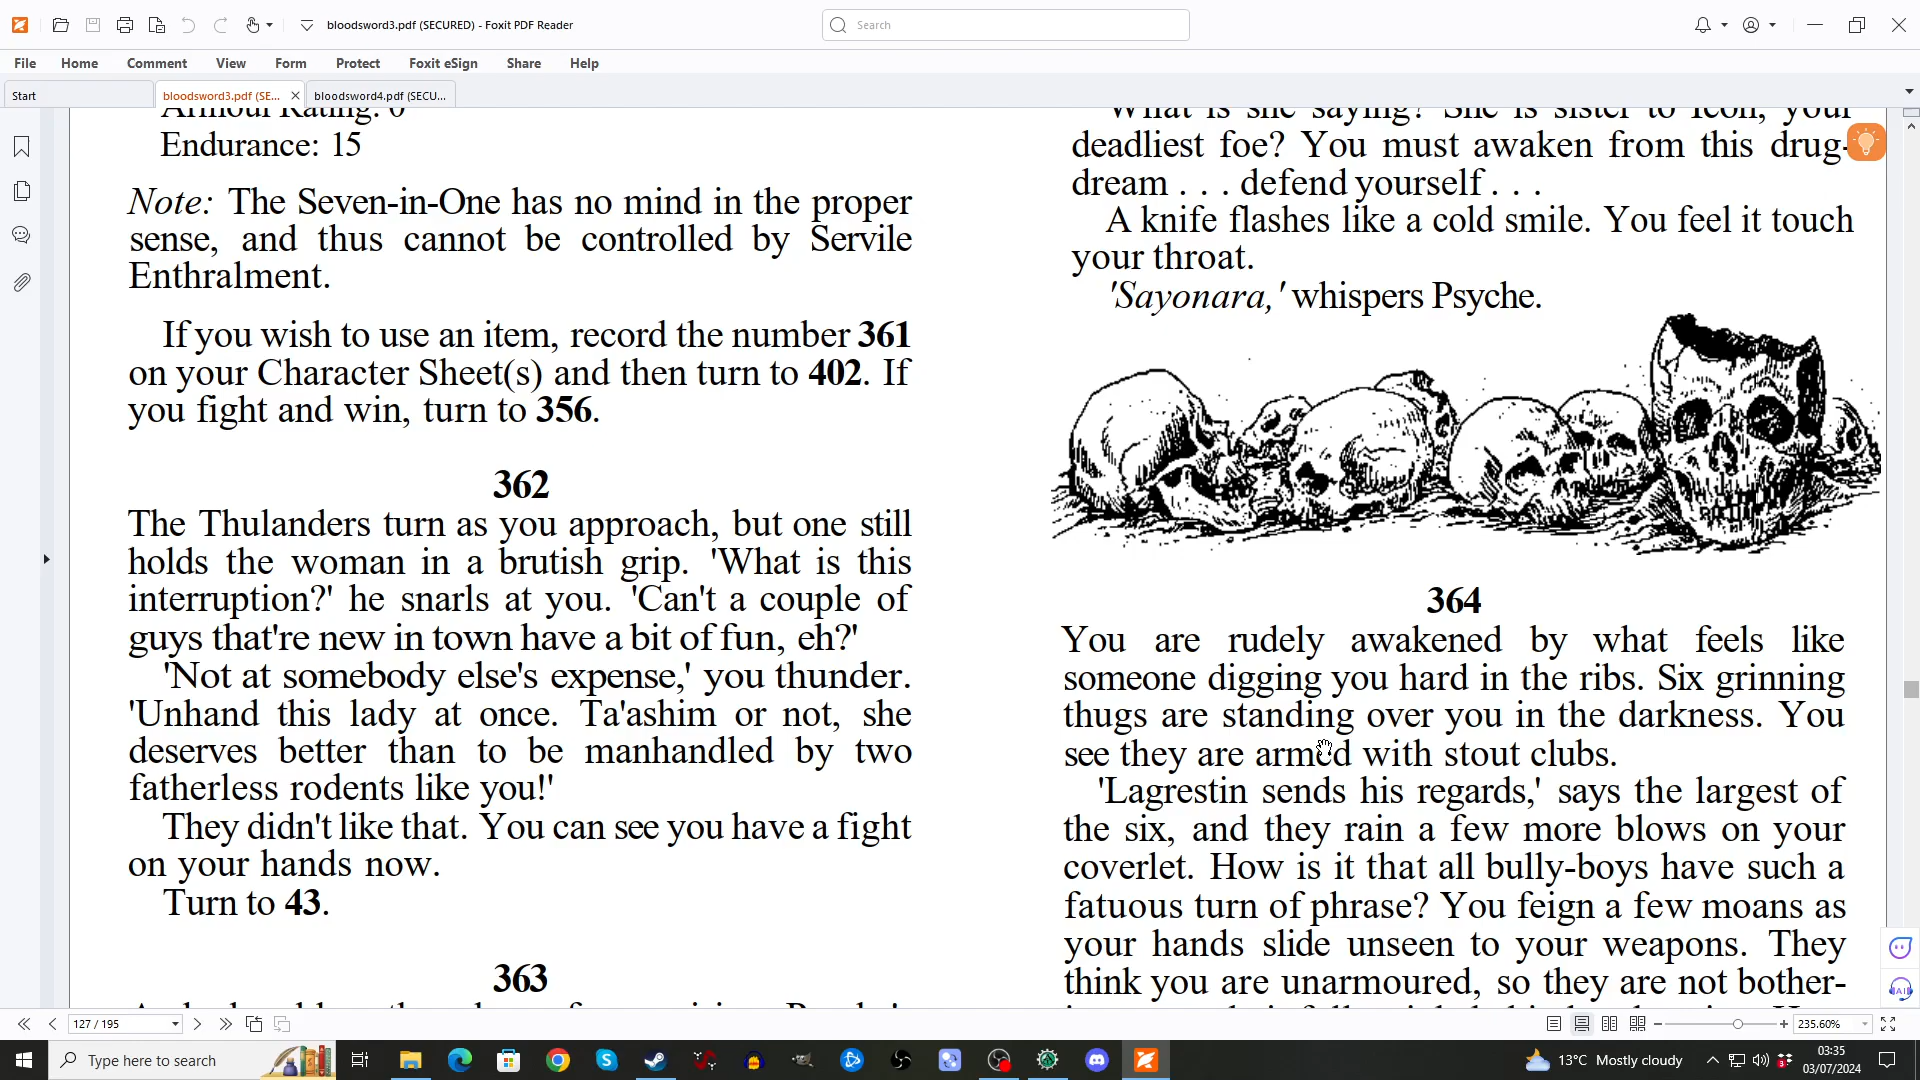 bloodsword3.pdf (SECURED) - Foxit PDF Reader
Search
File Home Comment View Form Protect Foxit eSign Share Help
Start
bloodsword3.pdf (SE...
bloodsword4.pdf (SECU...
Armour Rating: 0
Endurance: 15
Note: The Seven-in-One has no mind in the proper
sense, and thus cannot be controlled by Servile
Enthralment.
If you wish to use an item, record the number 361
on your Character Sheet(s) and then turn to 402. If
you fight and win, turn to 356.
362
The Thulanders turn as you approach, but one still
holds the woman in a brutish grip. 'What is this
interruption?' he snarls at you. 'Can't a couple of
guys that're new in town have a bit of fun, eh?'
'Not at somebody else's expense,' you thunder.
'Unhand this lady at once. Ta'ashim or not, she
deserves better than to be manhandled by two
fatherless rodents like you!'
They didn't like that. You can see you have a fight
on your hands now.
Turn to 43.
363
What is she saying? She is sister to Icon, your
deadliest foe? You must awaken from this drug-
dream . . . defend yourself . . .
A knife flashes like a cold smile. You feel it touch
your throat.
'Sayonara,' whispers Psyche.
364
You are rudely awakened by what feels like
someone digging you hard in the ribs. Six grinning
thugs are standing over you in the darkness. You
see they are armed with stout clubs.
'Lagrestin sends his regards,' says the largest of
the six, and they rain a few more blows on your
coverlet. How is it that all bully-boys have such a
fatuous turn of phrase? You feign a few moans as
your hands slide unseen to your weapons. They
think you are unarmoured, so they are not bother-
127 / 195
235.60%
Type here to search
13°C Mostly cloudy
03:35
03/07/2024